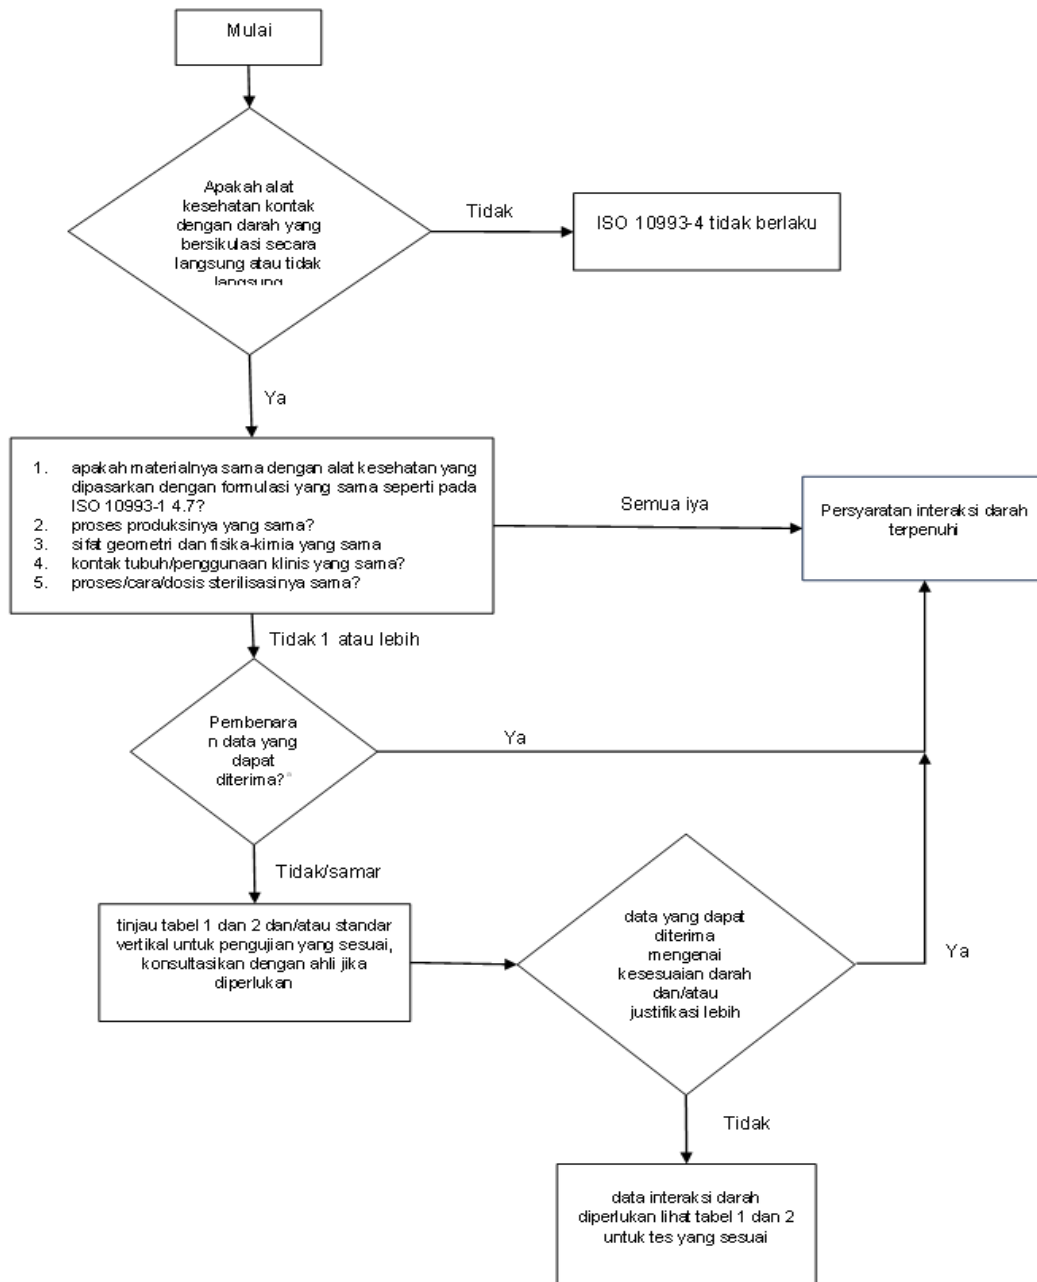 Mulai
Apakah alat
kesehatan kontak
dengan darah yang
bersikulasi secara
langsung atau tidak
langsung
Tidak
ISO 10993-4 tidak berlaku
Ya
1. apakah materialnya sama dengan alat kesehatan yang
dipasarkan dengan formulasi yang sama seperti pada
ISO 10993-1 4.7?
2. proses produksinya yang sama?
3. sifat geometri dan fisika-kimia yang sama
4. kontak tubuh/penggunaan klinis yang sama?
5. proses/cara/dosis sterilisasinya sama?
Semua iya
Persyaratan interaksi darah
terpenuhi
Tidak 1 atau lebih
Pembenara
n data yang
dapat
diterima?
Ya
Tidak/samar
tinjau tabel 1 dan 2 dan/atau standar
vertikal untuk pengujian yang sesuai,
konsultasikan dengan ahli jika
diperlukan
data yang dapat
diterima
mengenai
kesesuaian darah
dan/atau
justifikasi lebih
Ya
Tidak
data interaksi darah
diperlukan lihat tabel 1 dan 2
untuk tes yang sesuai